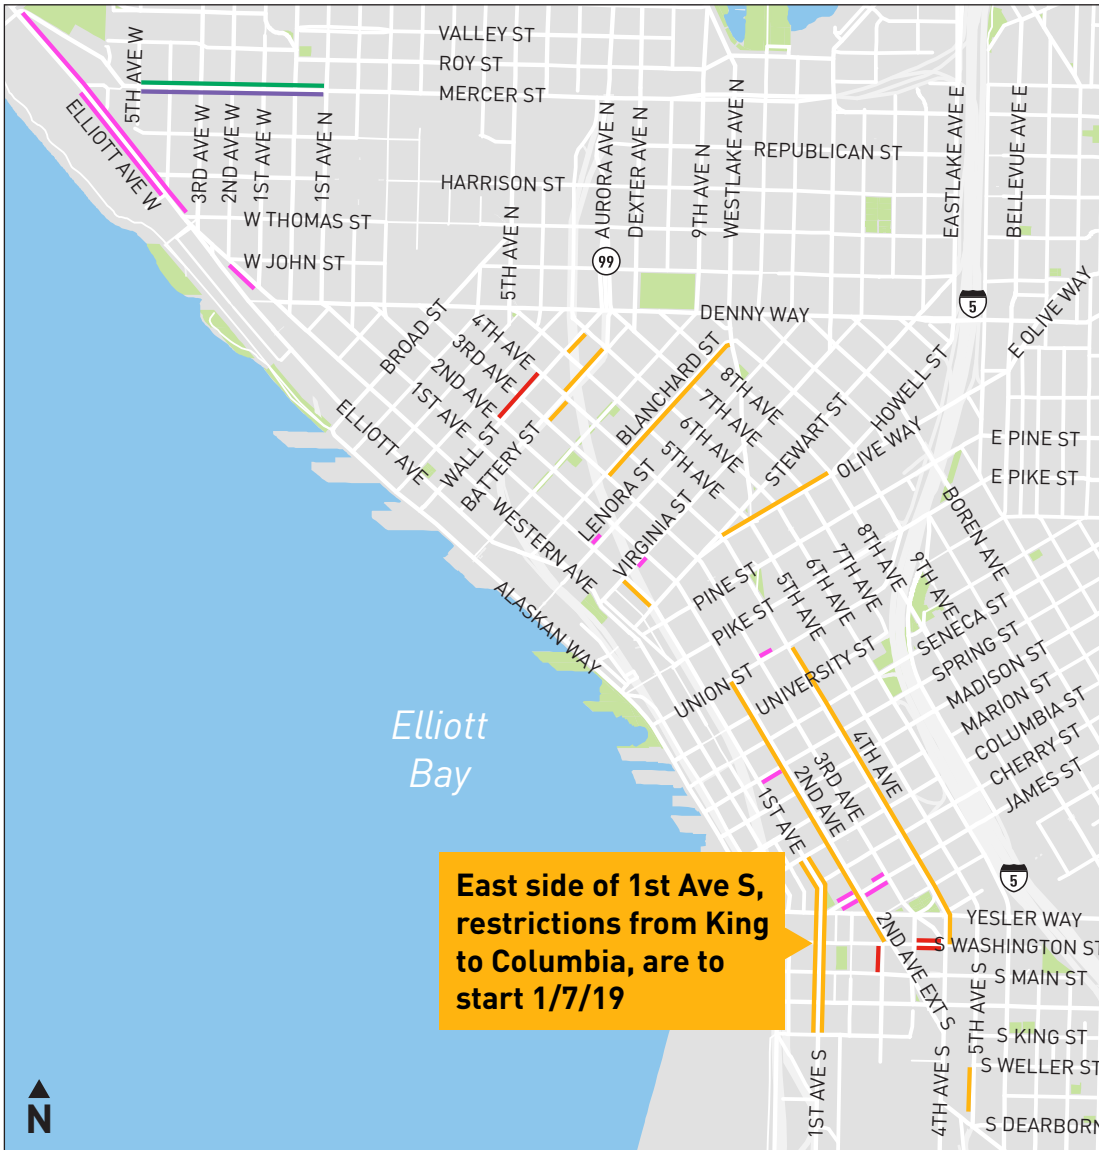 VALLEY ST
ROY ST
MERCER ST
5TH AVE W
ELLIOTT AVE W
3RD AVE W
2ND AVE W
1ST AVE W
1ST AVE N
AURORA AVE N
DEXTER AVE N
9TH AVE N
WESTLAKE AVE N
EASTLAKE AVE E
BELLEVUE AVE E
REPUBLICAN ST
HARRISON ST
W THOMAS ST
W JOHN ST
5TH AVE N
99
5
DENNY WAY
E OLIVE WAY
BROAD ST
4TH AVE
3RD AVE
2ND AVE
1ST AVE
ELLIOTT AVE
WALL ST
BATTERY ST
BLANCHARD ST
8TH AVE
7TH AVE
6TH AVE
5TH AVE
STEWART ST
HOWELL ST
OLIVE WAY
E PINE ST
E PIKE ST
LENORA ST
VIRGINIA ST
WESTERN AVE
ALASKAN WAY
BOREN AVE
PINE ST
PIKE ST
5TH AVE
6TH AVE
7TH AVE
8TH AVE
9TH AVE
UNION ST
UNIVERSITY ST
SENECA ST
SPRING ST
MADISON ST
MARION ST
COLUMBIA ST
CHERRY ST
JAMES ST
Elliott
Bay
4TH AVE
3RD AVE
2ND AVE
1ST AVE
East side of 1st Ave S,
restrictions from King
to Columbia, are to
start 1/7/19
5
YESLER WAY
S WASHINGTON ST
2ND AVE EXT S
S MAIN ST
5TH AVE S
S KING ST
S WELLER ST
1ST AVE S
4TH AVE S
S DEARBORN
N